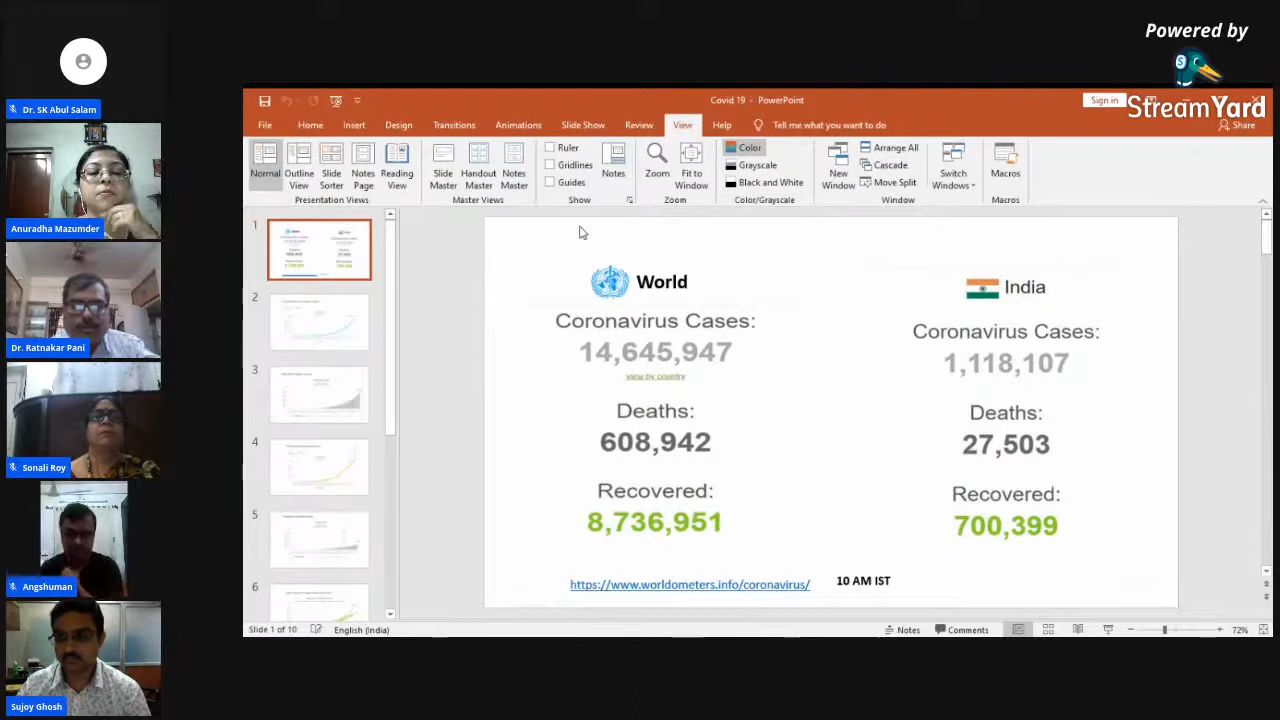 Powered by
StreamYard
Dr. SK Abul Salam
Anuradha Mazumder
Dr. Ratnakar Pani
Sonali Roy
Angshuman
Sujoy Ghosh
Covid 19 - PowerPoint
Sign in
File Home Insert Design Transitions Animations Slide Show Review View Help Tell me what you want to do
Share
Normal
Outline View
Slide Sorter
Notes Page
Reading View
Presentation Views
Slide Master
Handout Master
Notes Master
Master Views
Ruler
Gridlines
Guides
Show
Notes
Zoom
Fit to Window
Zoom
Color
Grayscale
Black and White
Color/Grayscale
New Window
Arrange All
Cascade
Move Split
Switch Windows
Window
Macros
Macros
1
2
3
4
5
6
World
Coronavirus Cases:
14,645,947
view by country
Deaths:
608,942
Recovered:
8,736,951
India
Coronavirus Cases:
1,118,107
Deaths:
27,503
Recovered:
700,399
https://www.worldometers.info/coronavirus/
10 AM IST
Slide 1 of 10
English (India)
Notes
Comments
72%